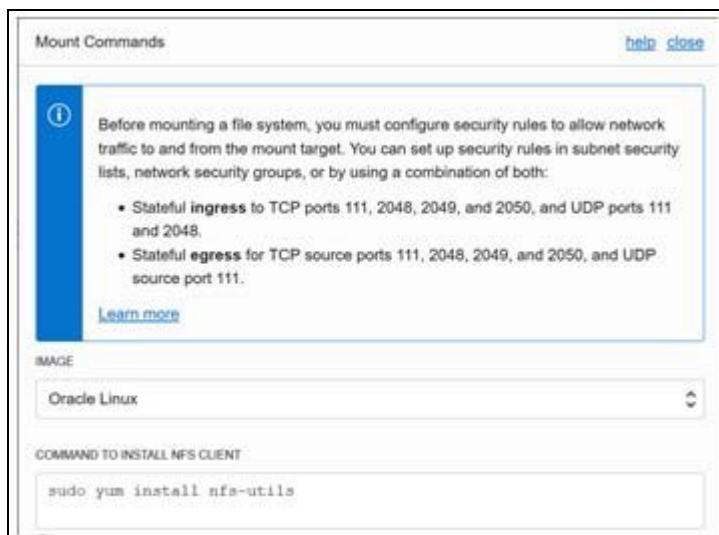 Mount Commands help close
Before mounting a file system, you must configure security rules to allow network
traffic to and from the mount target. You can set up security rules in subnet security
lists, network security groups, or by using a combination of both:
• Stateful ingress to TCP ports 111, 2048, 2049, and 2050, and UDP ports 111
and 2048.
• Stateful egress for TCP source ports 111, 2048, 2049, and 2050, and UDP
source port 111.
Learn more
IMAGE
Oracle Linux
COMMAND TO INSTALL NFS CLIENT
sudo yum install nfs-utils